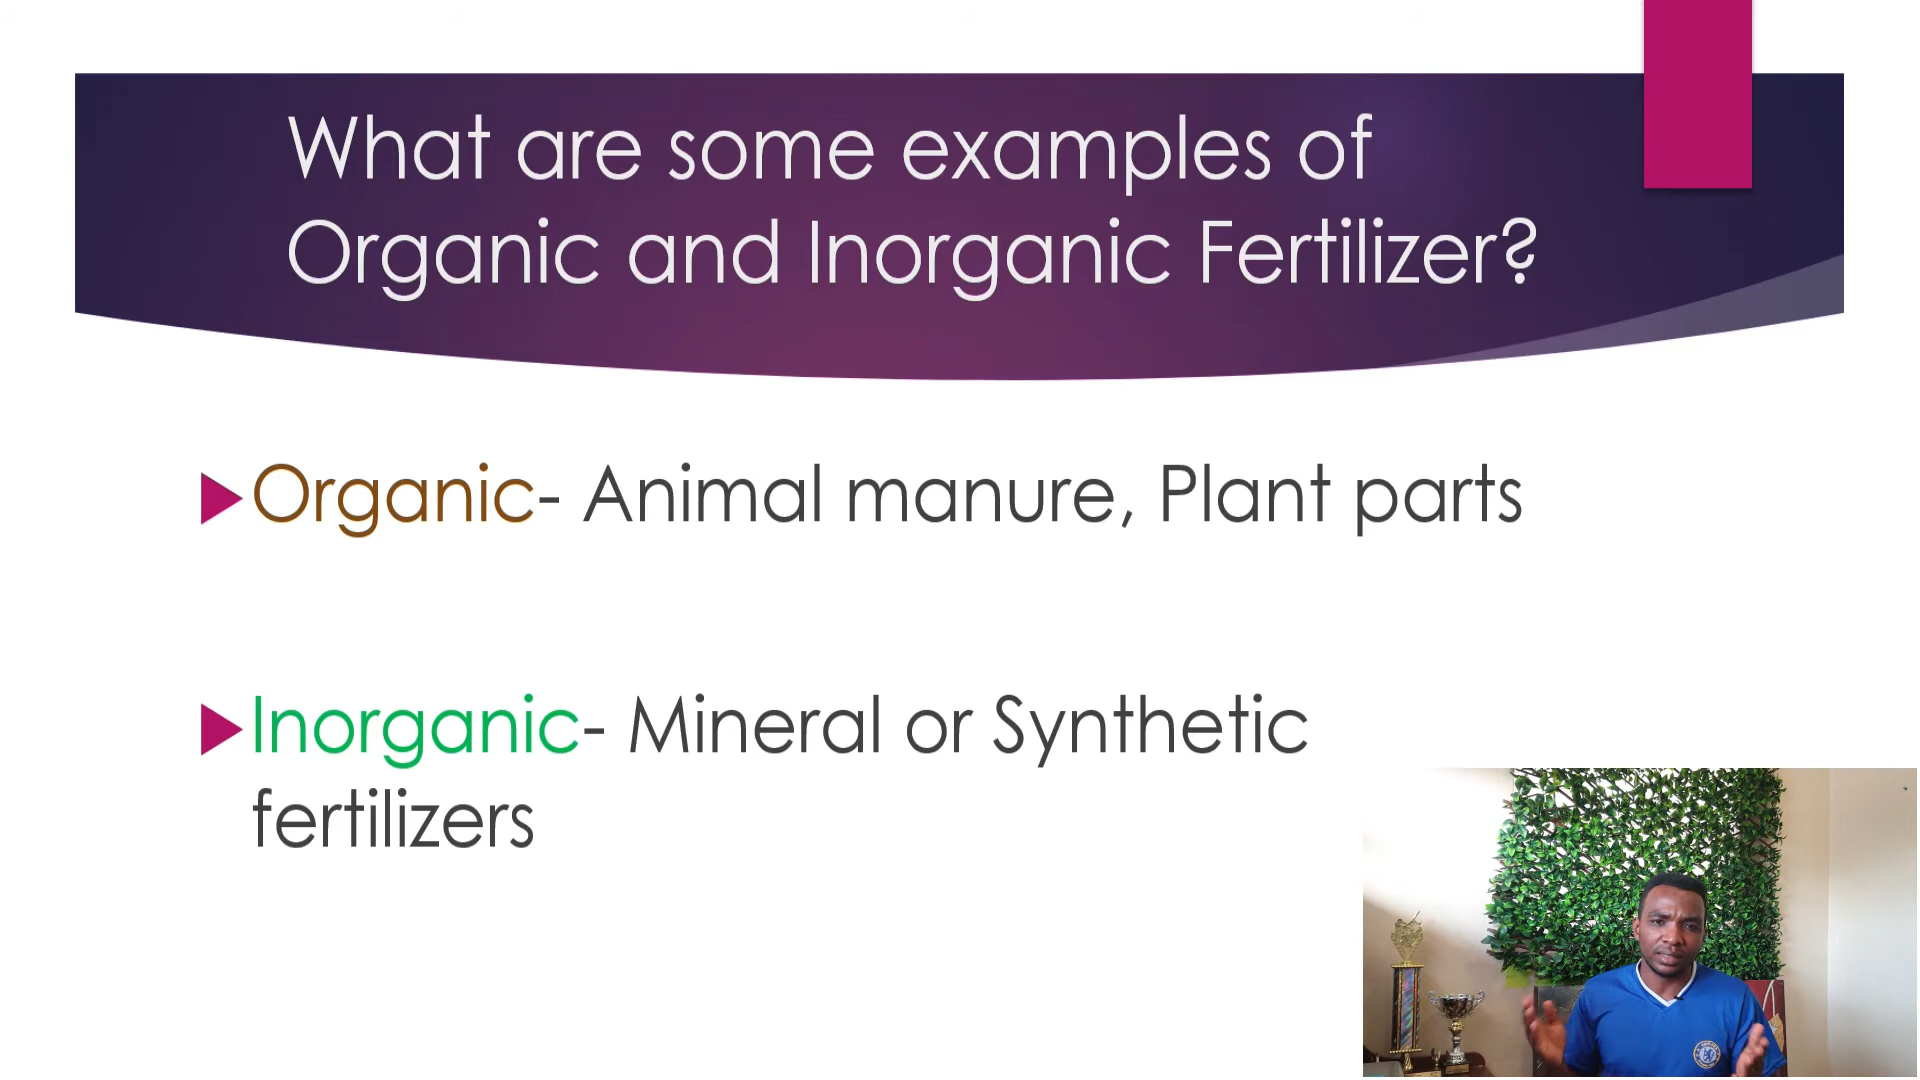 What are some examples of
Organic and Inorganic Fertilizer?
Organic- Animal manure, Plant parts
Inorganic- Mineral or Synthetic
fertilizers